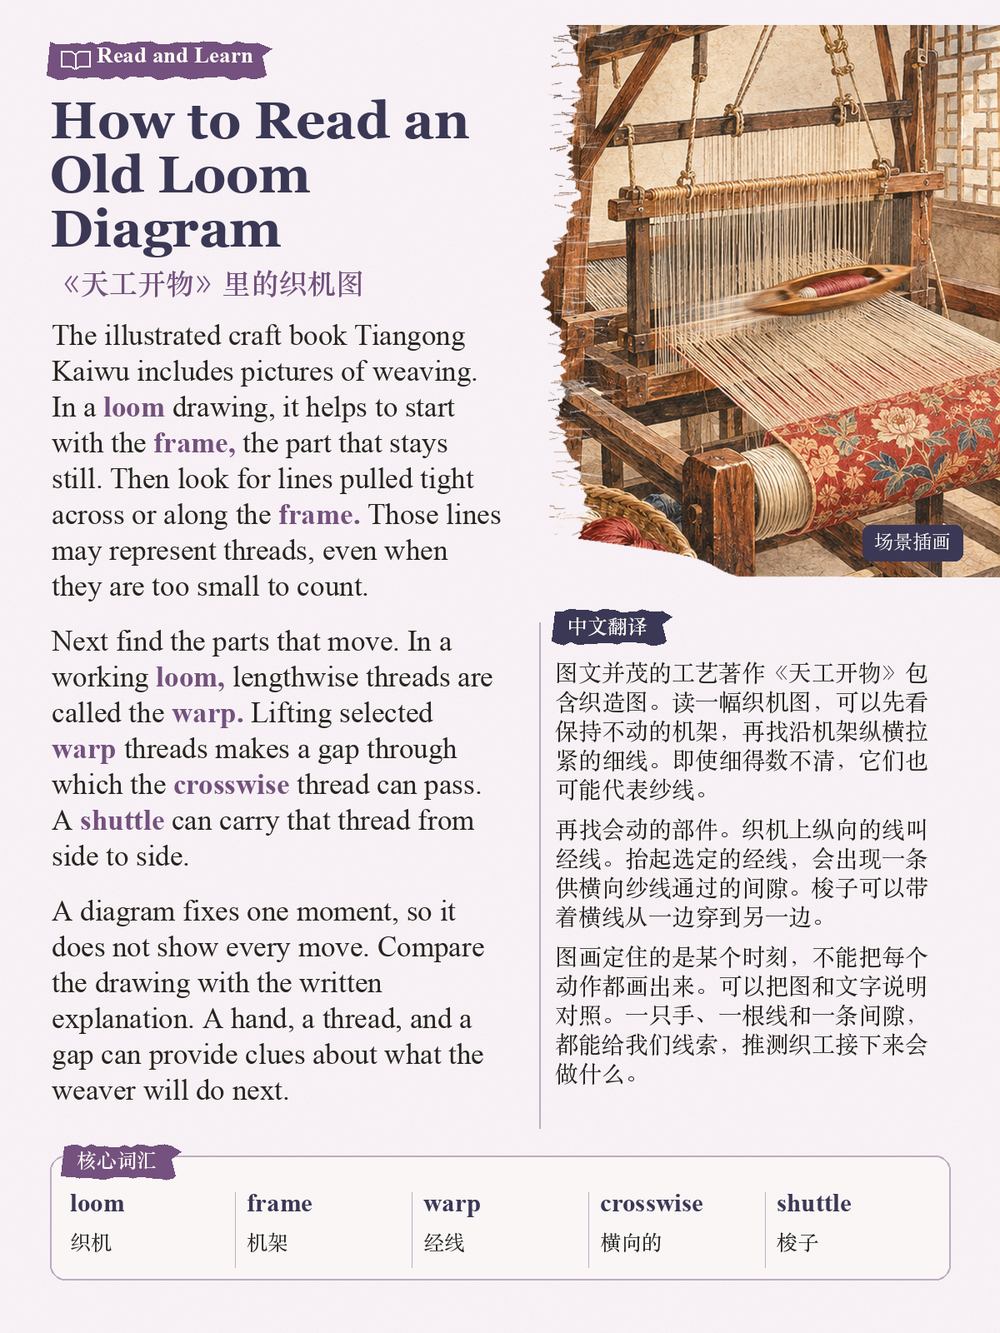 Read and Learn
How to Read an
Old Loom
Diagram
《天工开物》里的织机图
The illustrated craft book Tiangong
Kaiwu includes pictures of weaving.
In a loom drawing, it helps to start
with the frame, the part that stays
still. Then look for lines pulled tight
across or along the frame. Those lines
may represent threads, even when
they are too small to count.
Next find the parts that move. In a
working loom, lengthwise threads are
called the warp. Lifting selected
warp threads makes a gap through
which the crosswise thread can pass.
A shuttle can carry that thread from
side to side.
A diagram fixes one moment, so it
does not show every move. Compare
the drawing with the written
explanation. A hand, a thread, and a
gap can provide clues about what the
weaver will do next.
场景插画
中文翻译
图文并茂的工艺著作《天工开物》包
含织造图。读一幅织机图，可以先看
保持不动的机架，再找沿机架纵横拉
紧的细线。即使细得数不清，它们也
可能代表纱线。
再找会动的部件。织机上纵向的线叫
经线。抬起选定的经线，会出现一条
供横向纱线通过的间隙。梭子可以带
着横线从一边穿到另一边。
图画定住的是某个时刻，不能把每个
动作都画出来。可以把图和文字说明
对照。一只手、一根线和一条间隙，
都能给我们线索，推测织工接下来会
做什么。
核心词汇
loom
织机
frame
机架
warp
经线
crosswise
横向的
shuttle
梭子